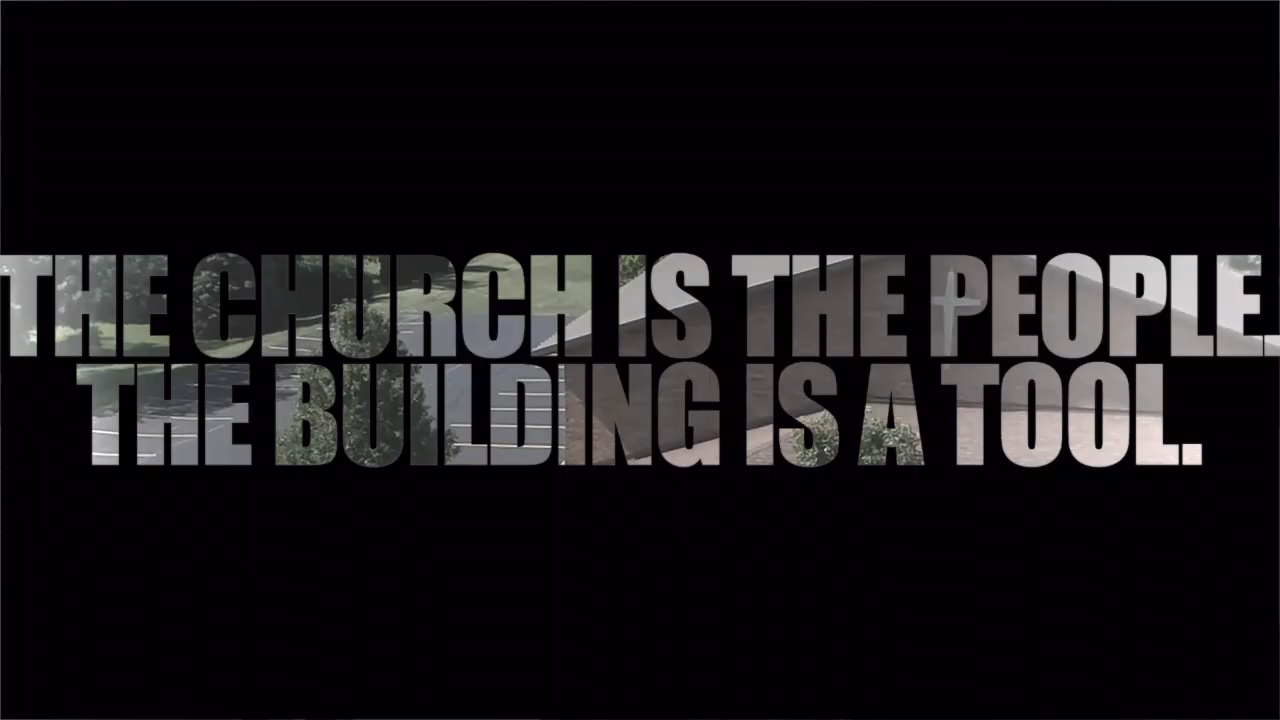 THE CHURCH IS THE PEOPLE.
THE BUILDING IS A TOOL.